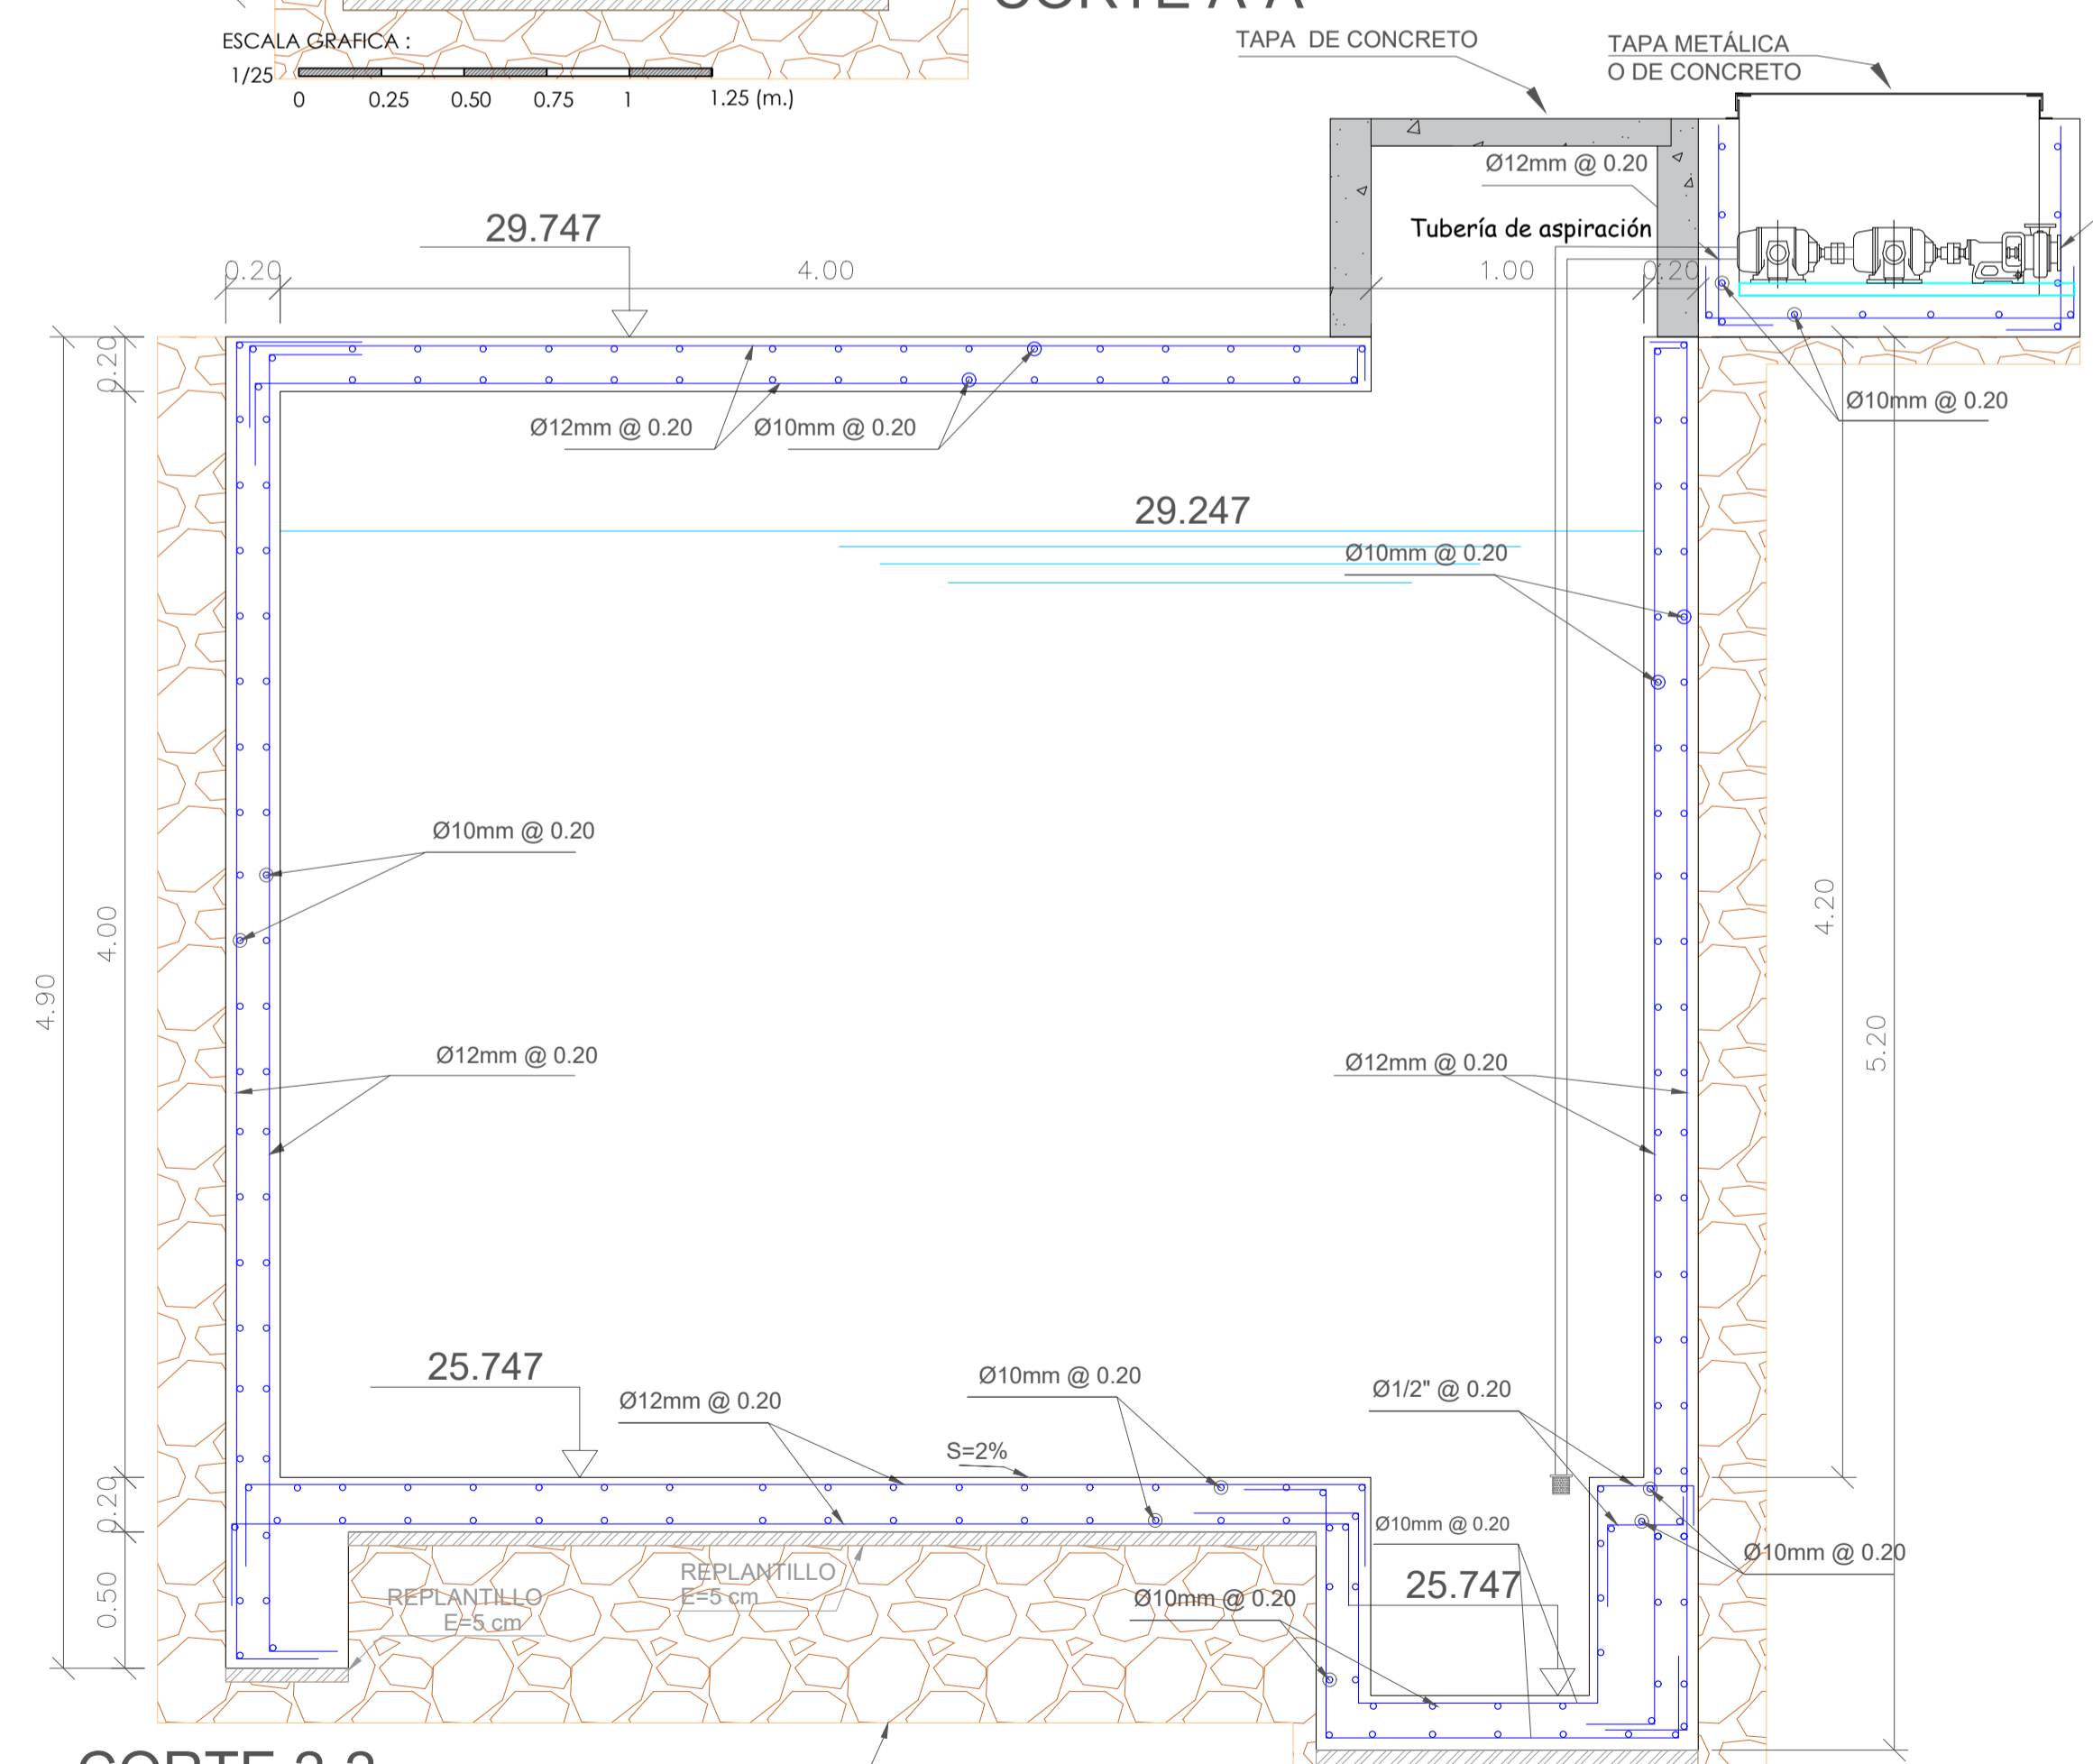 ESCALA GRAFICA :
1/25
0 0.25 0.50 0.75 1 1.25 (m.)
TAPA DE CONCRETO
TAPA METÁLICA
O DE CONCRETO
Ø12mm @ 0.20
Tubería de aspiración
29.747
0.20 4.00 1.00 0.20
0.20
Ø12mm @ 0.20 Ø10mm @ 0.20
Ø10mm @ 0.20
29.247
Ø10mm @ 0.20
Ø10mm @ 0.20
4.00
4.90
4.20
5.20
Ø12mm @ 0.20
Ø12mm @ 0.20
25.747
Ø12mm @ 0.20
Ø10mm @ 0.20
Ø1/2" @ 0.20
S=2%
0.20
Ø10mm @ 0.20
Ø10mm @ 0.20
0.50
REPLANTILLO
E=5 cm
REPLANTILLO
E=5 cm
Ø10mm @ 0.20
25.747